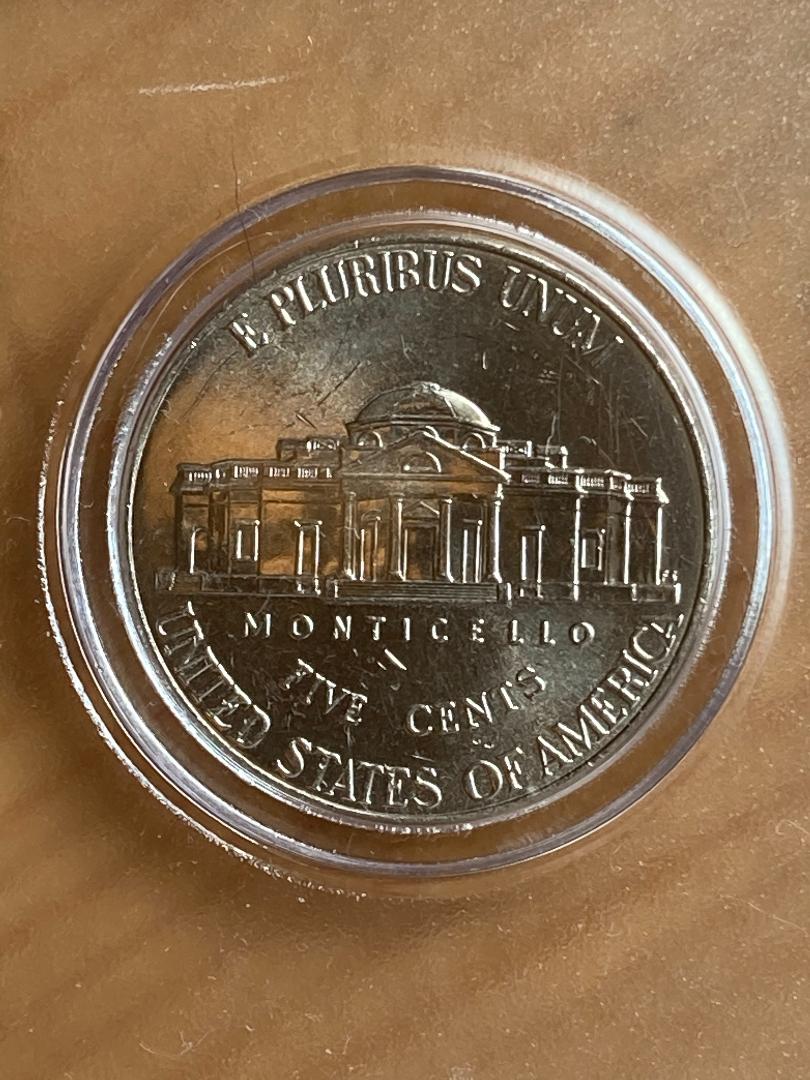 E PLURIBUS UNUM
MONTICELLO
FIVE CENTS
UNITED STATES OF AMERICA